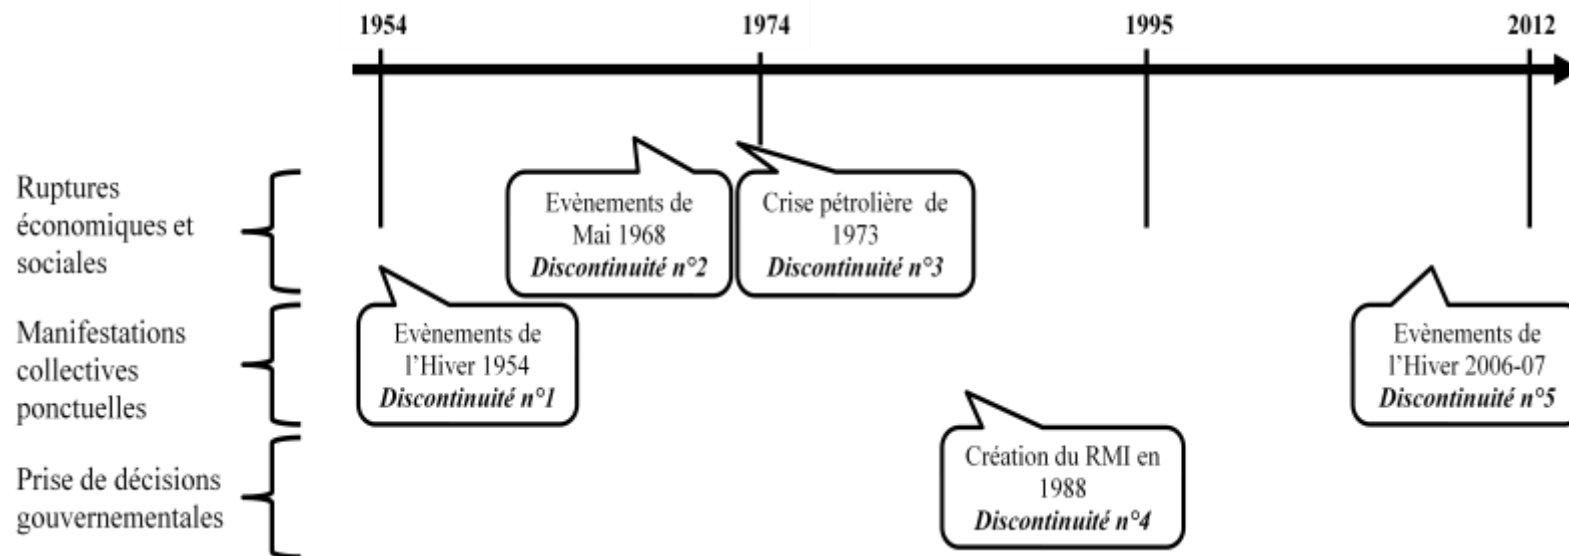 1954 1974 1995 2012
Ruptures
économiques et
sociales
Evènements de
Mai 1968
Discontinuité n°2
Crise pétrolière de
1973
Discontinuité n°3
Manifestations
collectives
ponctuelles
Evènements de
l’Hiver 1954
Discontinuité n°1
Evènements de
l’Hiver 2006-07
Discontinuité n°5
Prise de décisions
gouvernementales
Création du RMI en
1988
Discontinuité n°4